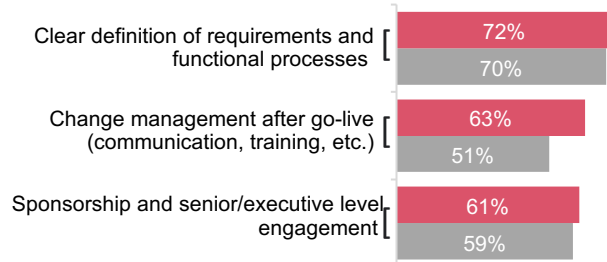 Clear definition of requirements and
functional processes
72%
70%
Change management after go-live
(communication, training, etc.)
63%
51%
Sponsorship and senior/executive level
engagement
61%
59%